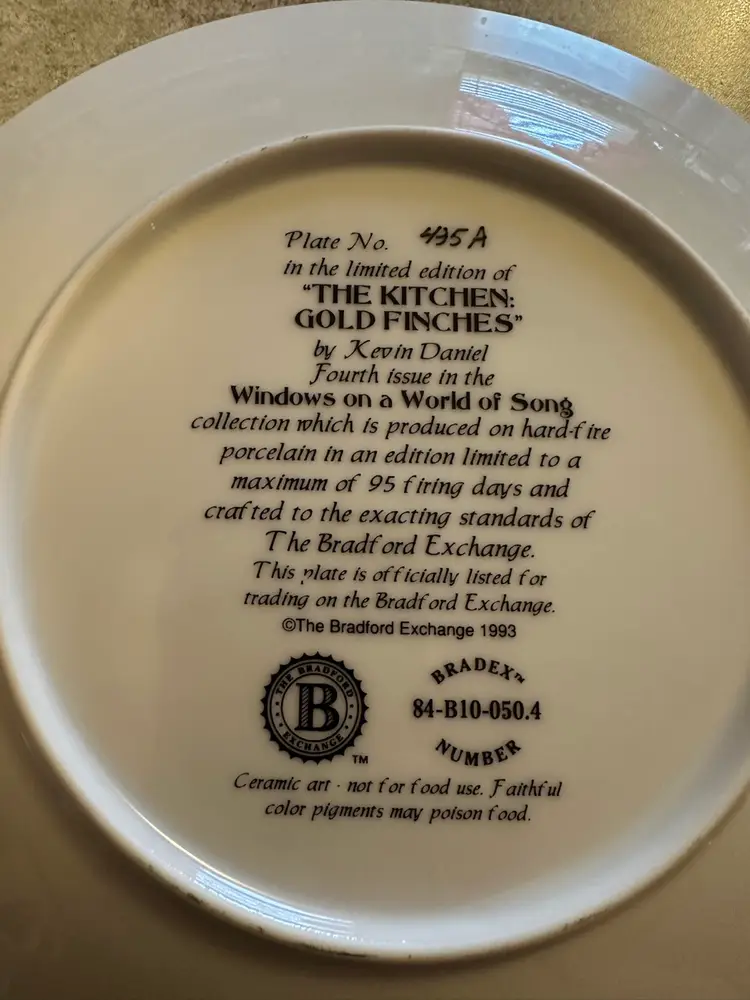 Plate No. 435A
in the limited edition of
“THE KITCHEN:
GOLD FINCHES”
by Kevin Daniel
Fourth issue in the
Windows on a World of Song
collection which is produced on hard-fire
porcelain in an edition limited to a
maximum of 95 firing days and
crafted to the exacting standards of
The Bradford Exchange.
This plate is officially listed for
trading on the Bradford Exchange.
©The Bradford Exchange 1993
THE BRADFORD
B
EXCHANGE
TM
BRADEX™
84-B10-050.4
NUMBER
Ceramic art · not for food use. Faithful
color pigments may poison food.